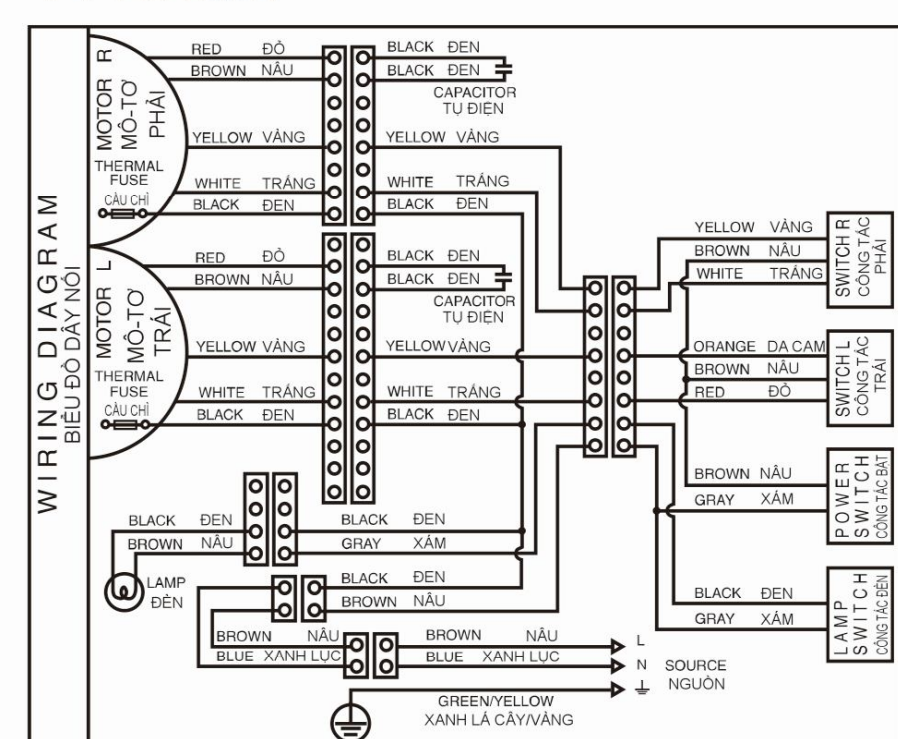 WIRING DIAGRAM
BIỂU ĐỒ DÂY NỐI
MOTOR R
MÔ-TƠ
PHẢI
THERMAL
FUSE
CẦU CHÌ
RED ĐỎ
BROWN NÂU
YELLOW VÀNG
WHITE TRẮNG
BLACK ĐEN
BLACK ĐEN
BLACK ĐEN
CAPACITOR
TỤ ĐIỆN
YELLOW VÀNG
WHITE TRẮNG
BLACK ĐEN
MOTOR L
MÔ-TƠ
TRÁI
THERMAL
FUSE
CẦU CHÌ
RED ĐỎ
BROWN NÂU
YELLOW VÀNG
WHITE TRẮNG
BLACK ĐEN
BLACK ĐEN
BLACK ĐEN
CAPACITOR
TỤ ĐIỆN
YELLOW VÀNG
WHITE TRẮNG
BLACK ĐEN
YELLOW VÀNG
BROWN NÂU
WHITE TRẮNG
SWITCH R
CÔNG TẮC
PHẢI
ORANGE DA CAM
BROWN NÂU
RED ĐỎ
SWITCH L
CÔNG TẮC
TRÁI
BROWN NÂU
GRAY XÁM
POWER
SWITCH
CÔNG TẮC BẬT
BLACK ĐEN
GRAY XÁM
LAMP
SWITCH
CÔNG TẮC ĐÈN
BLACK ĐEN
BROWN NÂU
LAMP
ĐÈN
BLACK ĐEN
GRAY XÁM
BLACK ĐEN
BROWN NÂU
BROWN NÂU
BLUE XANH LỤC
BROWN NÂU
BLUE XANH LỤC
L
N
SOURCE
NGUỒN
GREEN/YELLOW
XANH LÁ CÂY/VÀNG